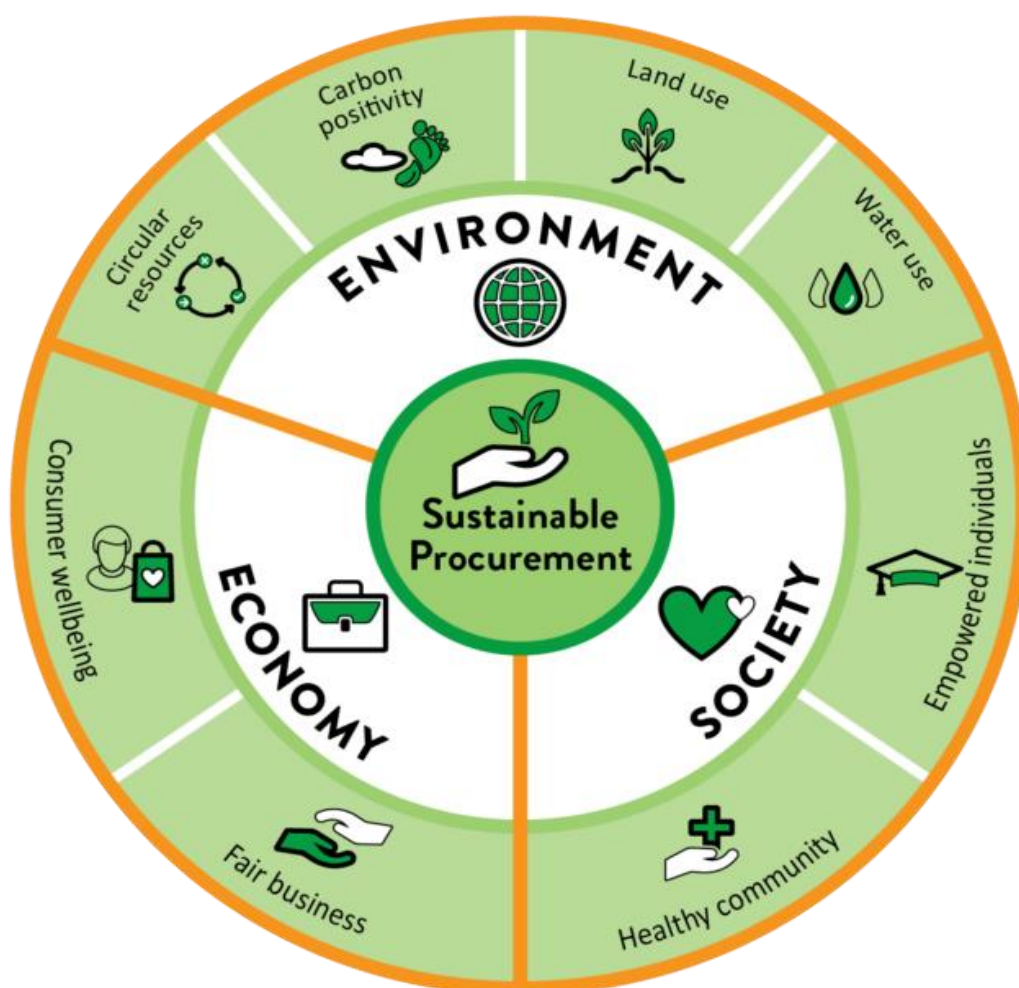 Carbon
positivity
Land use
Circular
resources
Water use
ENVIRONMENT
Sustainable
Procurement
Consumer wellbeing
Empowered individuals
ECONOMY
SOCIETY
Fair business
Healthy community